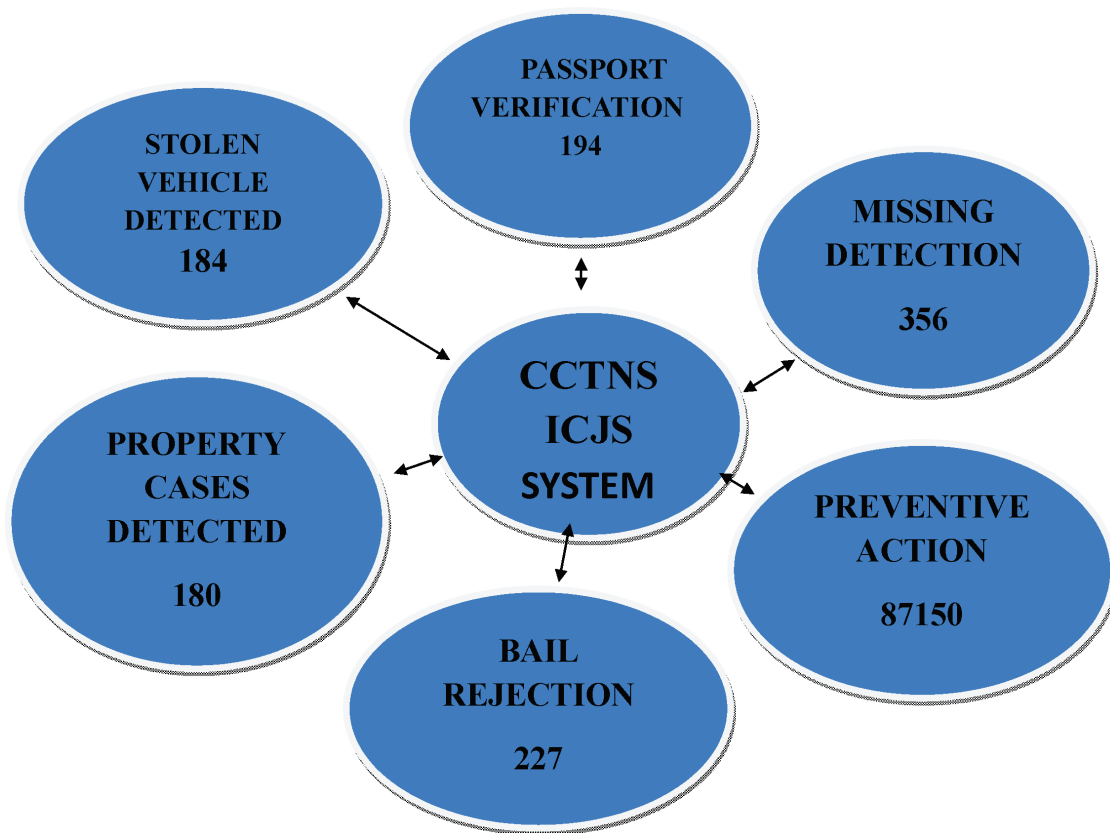 PASSPORT
VERIFICATION
194
STOLEN
VEHICLE
DETECTED
184
MISSING
DETECTION
356
CCTNS
ICJS
SYSTEM
PROPERTY
CASES
DETECTED
180
PREVENTIVE
ACTION
87150
BAIL
REJECTION
227